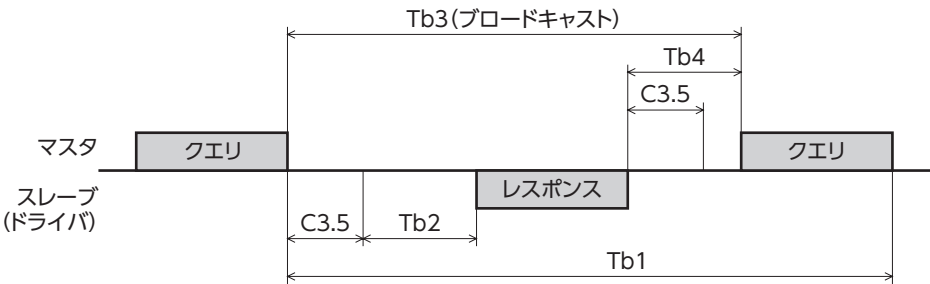 Tb3(ブロードキャスト)
Tb4
C3.5
マスタ
クエリ
クエリ
スレーブ
(ドライバ)
レスポンス
C3.5
Tb2
Tb1